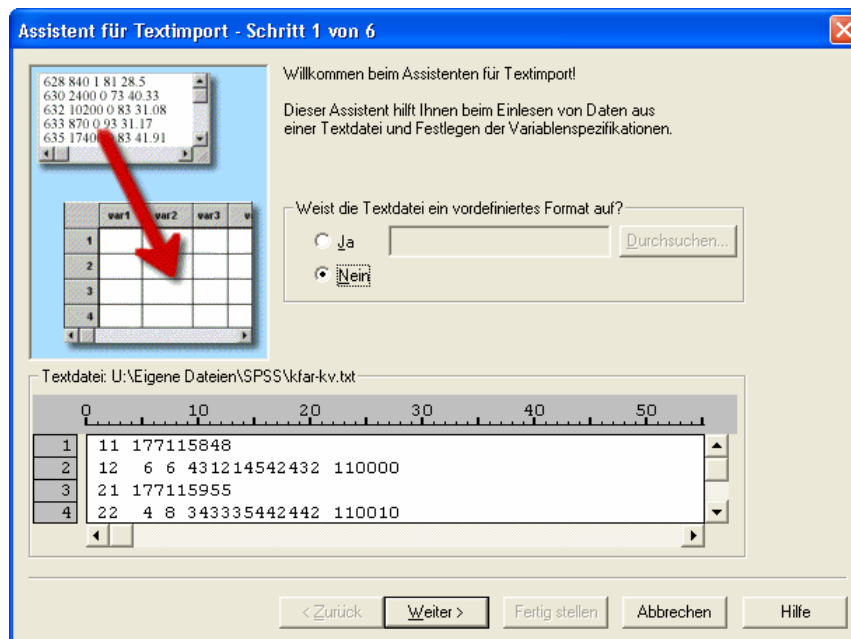 Assistent für Textimport - Schritt 1 von 6
628 840 1 81 28.5
630 2400 0 73 40.33
632 10200 0 83 31.08
633 870 0 93 31.17
635 17400 0 83 41.91
var1 var2 var3 v
1
2
3
4
Willkommen beim Assistenten für Textimport!
Dieser Assistent hilft Ihnen beim Einlesen von Daten aus
einer Textdatei und Festlegen der Variablenspezifikationen.
Weist die Textdatei ein vordefiniertes Format auf?
Ja Durchsuchen...
Nein
Textdatei: U:\Eigene Dateien\SPSS\kfar-kv.txt
0 10 20 30 40 50
1 11 177115848
2 12  6 6 431214542432 110000
3 21 177115955
4 22  4 8 343335442442 110010
< Zurück Weiter > Fertig stellen Abbrechen Hilfe